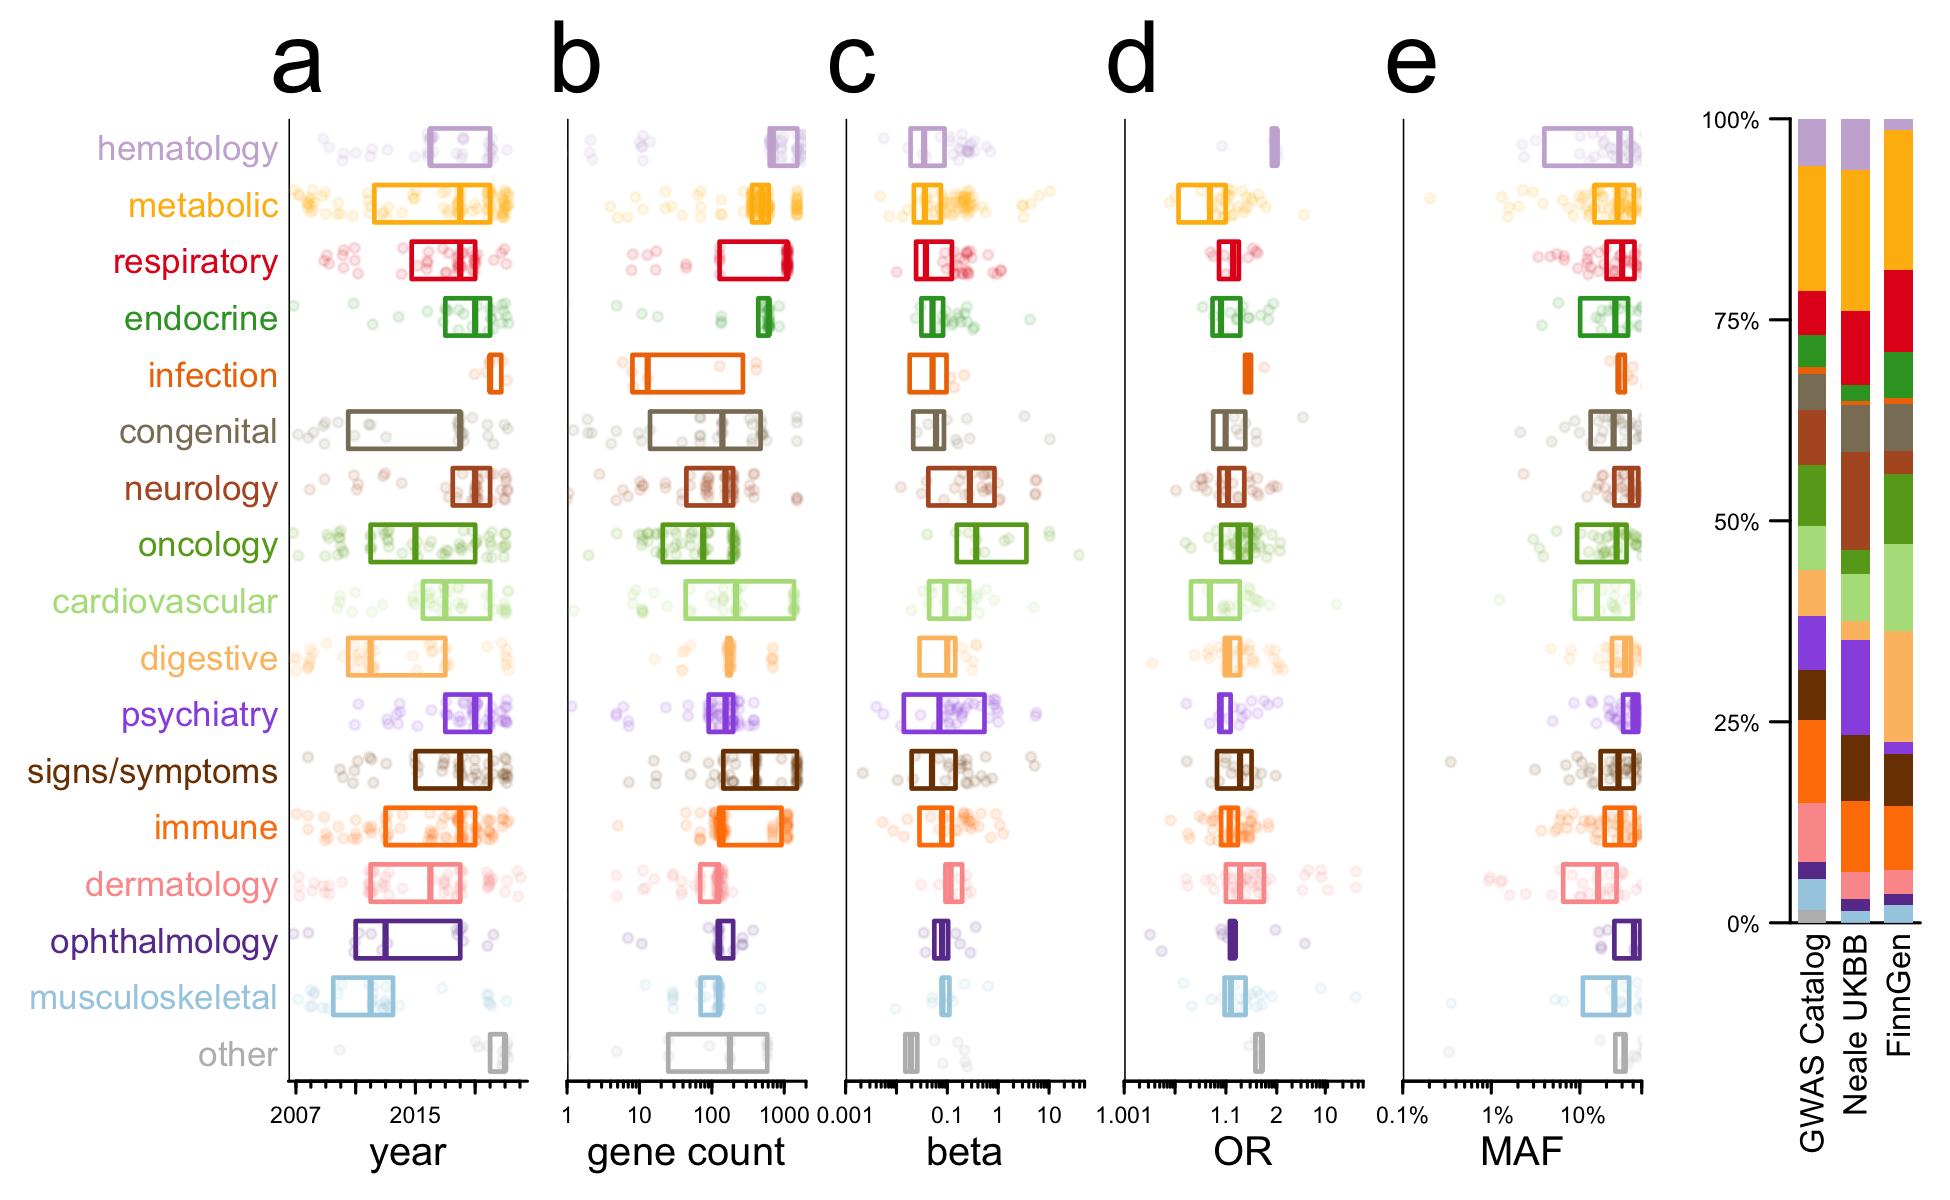 a b c d e
hematology
metabolic
respiratory
endocrine
infection
congenital
neurology
oncology
cardiovascular
digestive
psychiatry
signs/symptoms
immune
dermatology
ophthalmology
musculoskeletal
other
2007 2015
year
1 10 100 1000
gene count
0.001 0.1 1 10
beta
1.001 1.1 2 10
OR
0.1% 1% 10%
MAF
100%
75%
50%
25%
0%
GWAS Catalog
Neale UKBB
FinnGen